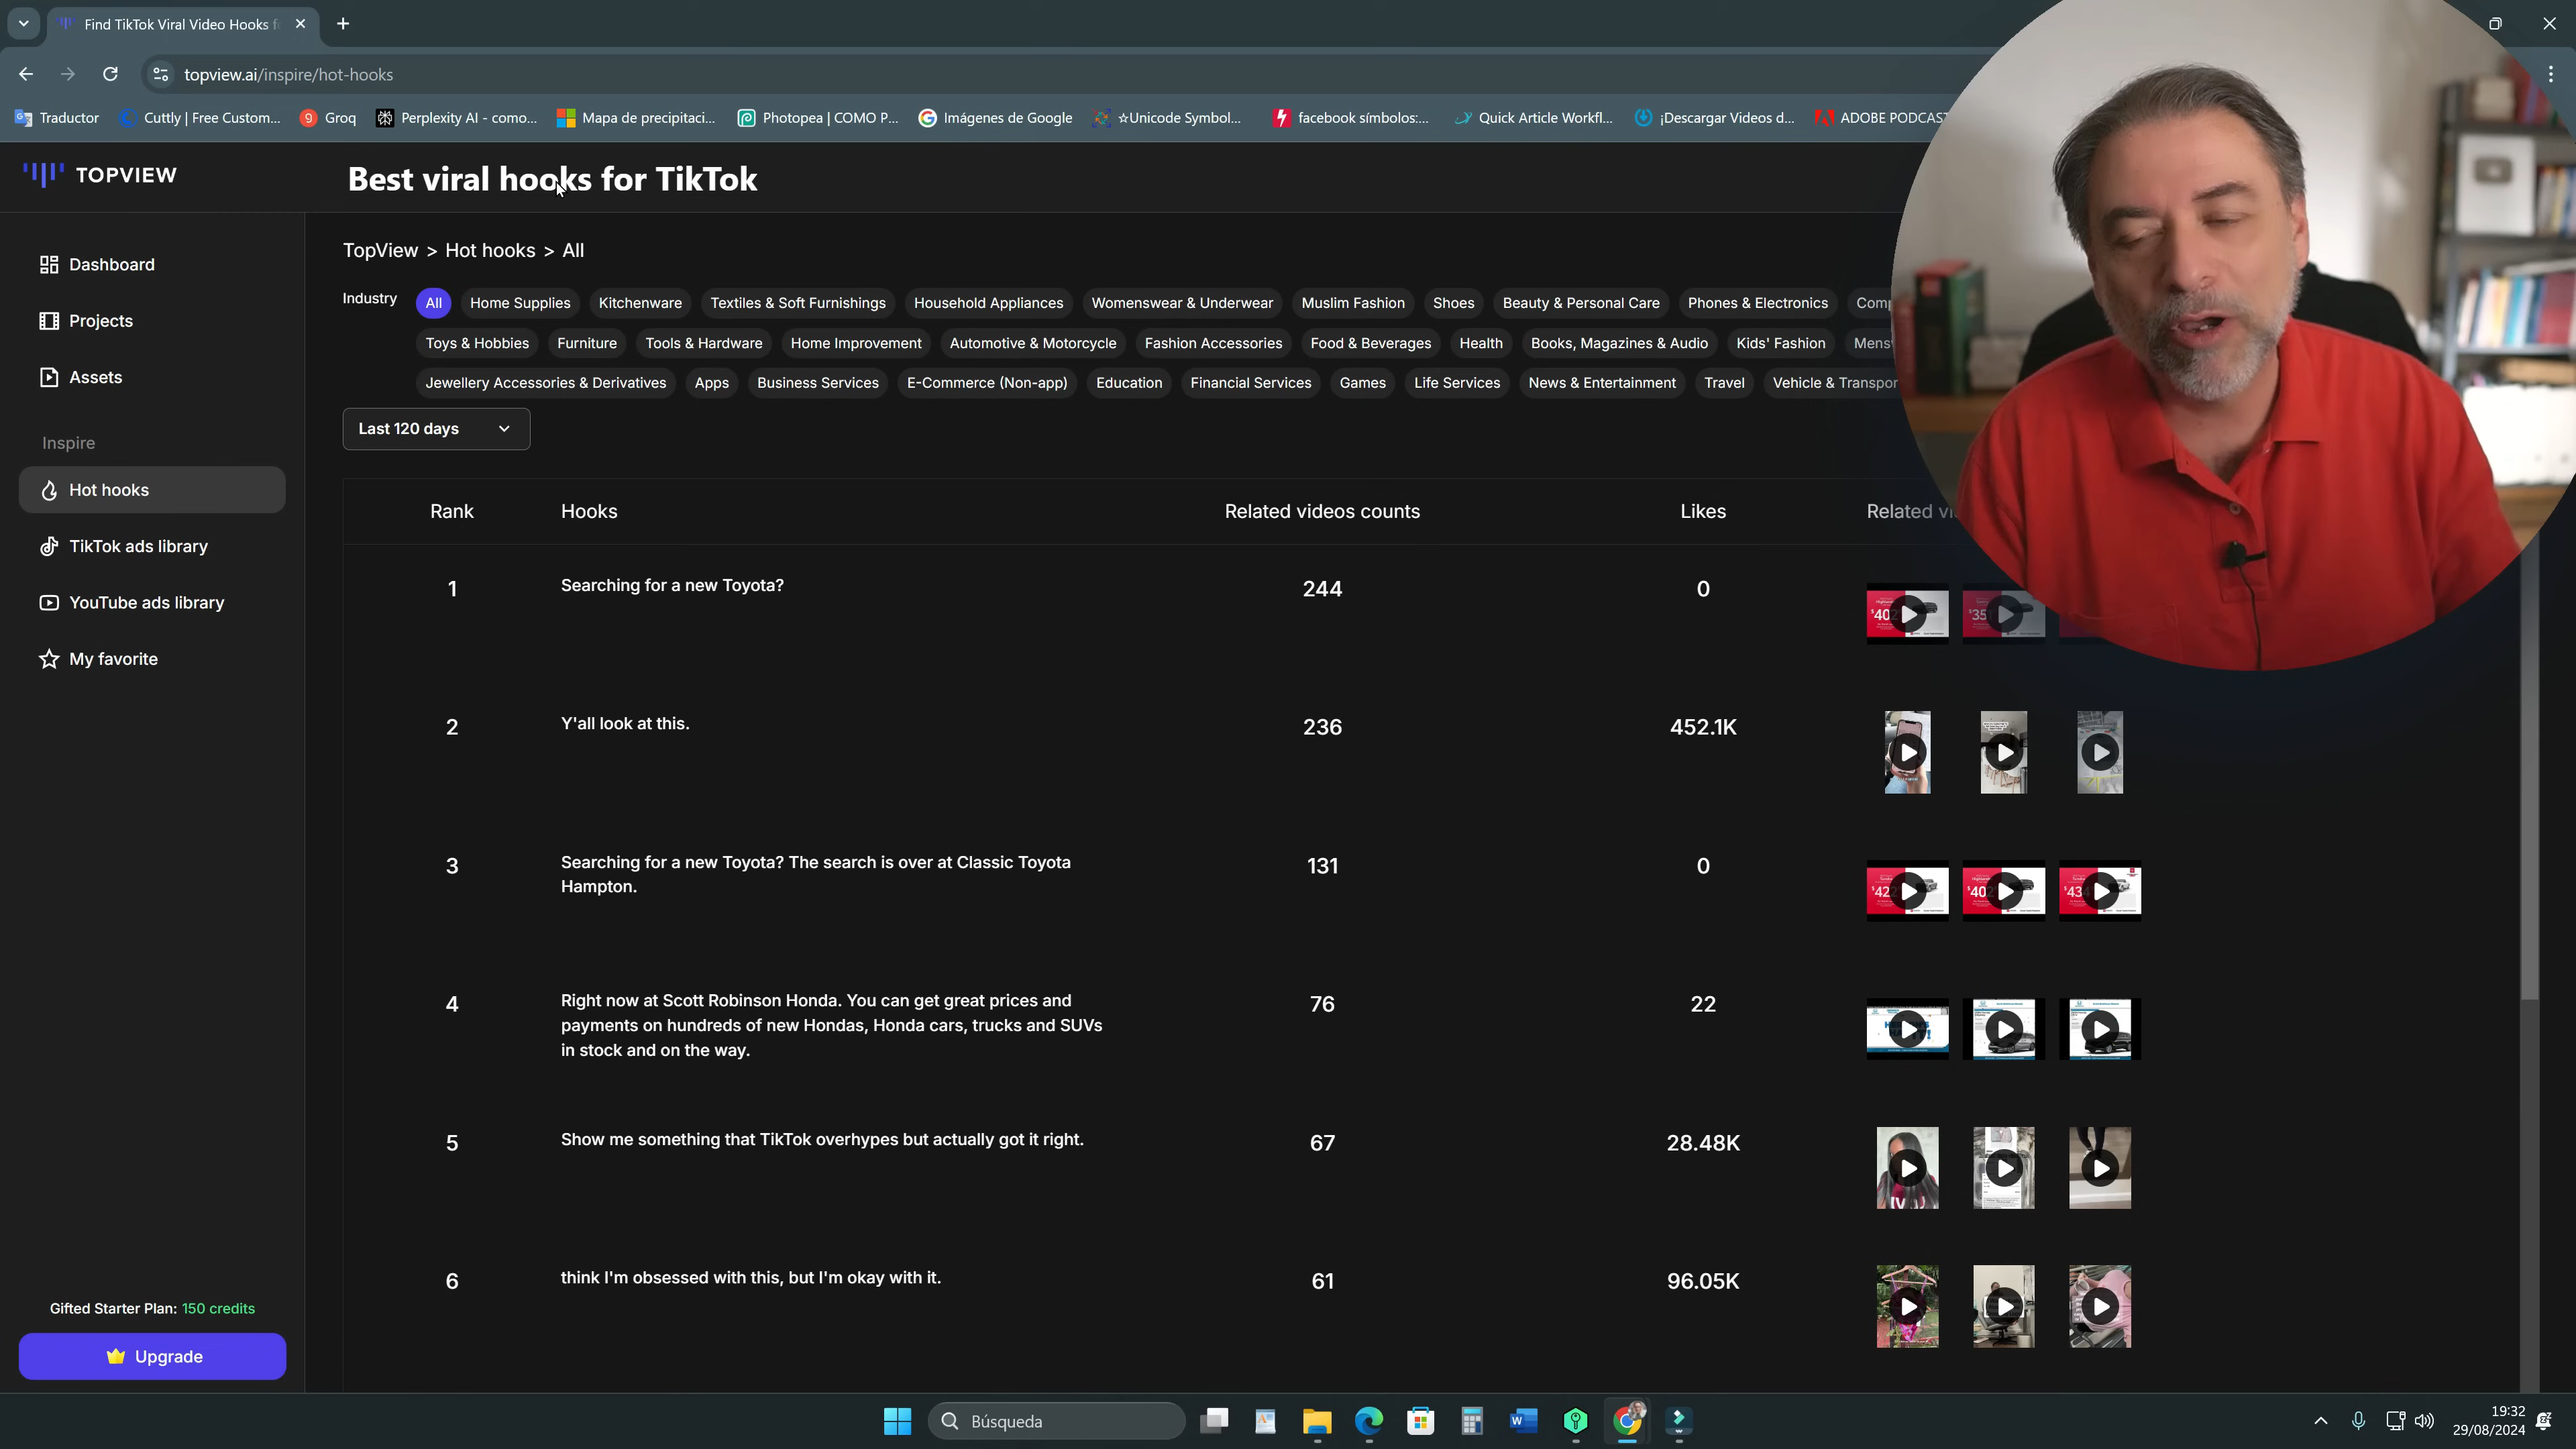 Find TikTok Viral Video Hooks f
topview.ai/inspire/hot-hooks
Traductor
Cuttly | Free Custom...
Groq
Perplexity AI - como...
Mapa de precipitaci...
Photopea | COMO P...
Imágenes de Google
☆Unicode Symbol...
facebook símbolos:...
Quick Article Workfl...
¡Descargar Videos d...
ADOBE PODCAST
TOPVIEW
Best viral hooks for TikTok
Dashboard
Projects
Assets
Inspire
Hot hooks
TikTok ads library
YouTube ads library
My favorite
Gifted Starter Plan: 150 credits
Upgrade
TopView > Hot hooks > All
Industry All Home Supplies Kitchenware Textiles & Soft Furnishings Household Appliances Womenswear & Underwear Muslim Fashion Shoes Beauty & Personal Care Phones & Electronics Comp
Toys & Hobbies Furniture Tools & Hardware Home Improvement Automotive & Motorcycle Fashion Accessories Food & Beverages Health Books, Magazines & Audio Kids' Fashion Mens
Jewellery Accessories & Derivatives Apps Business Services E-Commerce (Non-app) Education Financial Services Games Life Services News & Entertainment Travel Vehicle & Transpor
Last 120 days
Rank Hooks Related videos counts Likes Related vi
1 Searching for a new Toyota? 244 0
2 Y'all look at this. 236 452.1K
3 Searching for a new Toyota? The search is over at Classic Toyota 131 0
Hampton.
4 Right now at Scott Robinson Honda. You can get great prices and 76 22
payments on hundreds of new Hondas, Honda cars, trucks and SUVs
in stock and on the way.
5 Show me something that TikTok overhypes but actually got it right. 67 28.48K
6 think I'm obsessed with this, but I'm okay with it. 61 96.05K
Búsqueda
19:32
29/08/2024